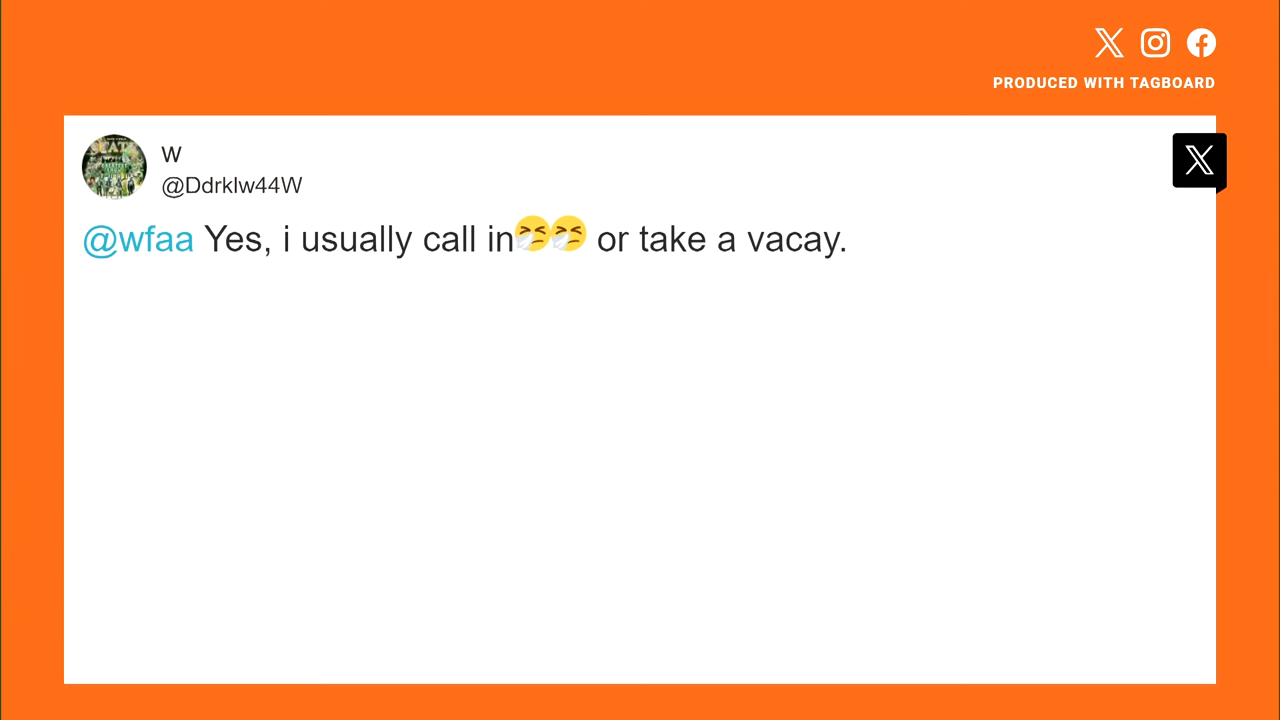 PRODUCED WITH TAGBOARD
W
@Ddrklw44W
@wfaa Yes, i usually call in🤧🤧 or take a vacay.